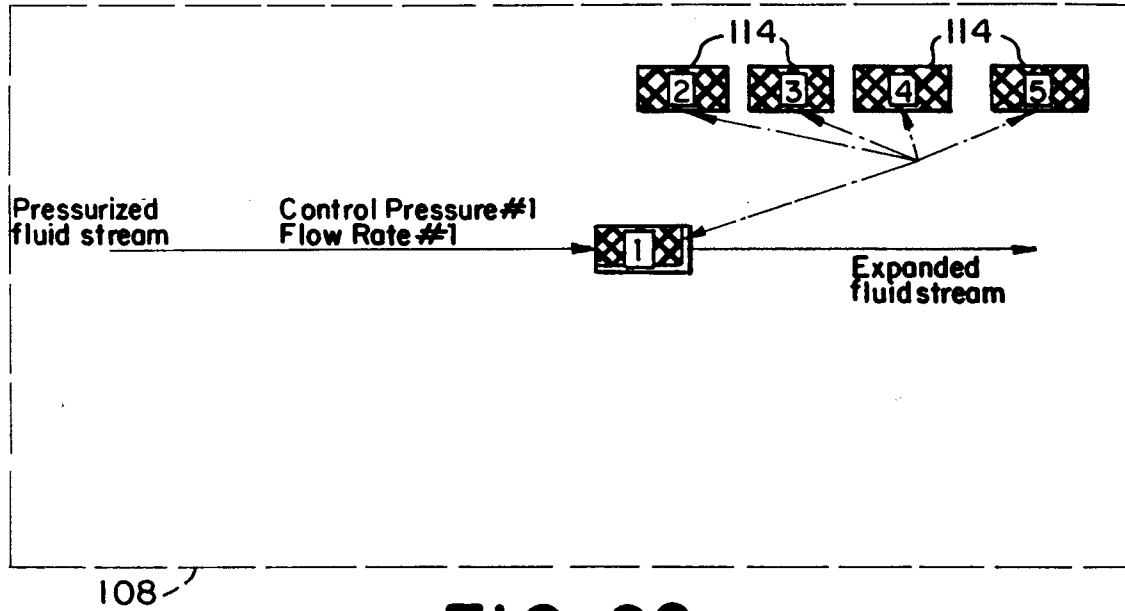 114 114
2 3 4 5
Pressurized
fluid stream
Control Pressure #1
Flow Rate #1
1
Expanded
fluid stream
108